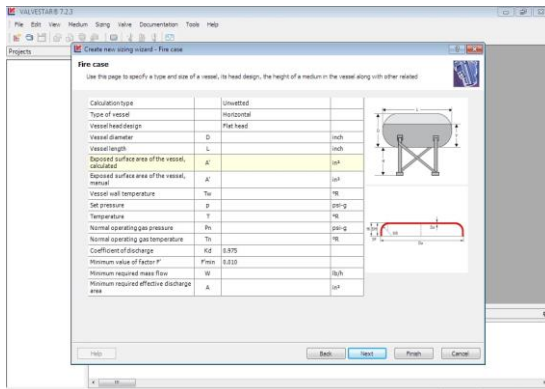 VALVESTAR® 7.2.3
File Edit View Medium Sizing Valve Documentation Tools Help
Projects
Create new sizing wizard - Fire case
Fire case
Use this page to specify a type and size of a vessel, its head design, the height of a medium in the vessel along with other related
Calculation type Unwetted
Type of vessel Horizontal
Vessel head design Flat head
Vessel diameter D inch
Vessel length L inch
Exposed surface area of the vessel,
calculated A' in²
Exposed surface area of the vessel,
manual A' in²
Vessel wall temperature Tw °R
Set pressure p psi-g
Temperature T °R
Normal operating gas pressure Pn psi-g
Normal operating gas temperature Tn °R
Coefficient of discharge Kd 0.975
Minimum value of factor F' F'min 0.010
Minimum required mass flow W lb/h
Minimum required effective discharge
area A in²
Help Back Next Finish Cancel